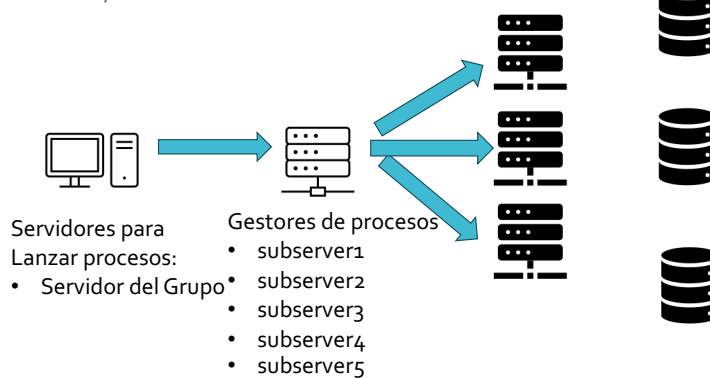 Servidores para
Lanzar procesos:
• Servidor del Grupo
Gestores de procesos
• subserver1
• subserver2
• subserver3
• subserver4
• subserver5